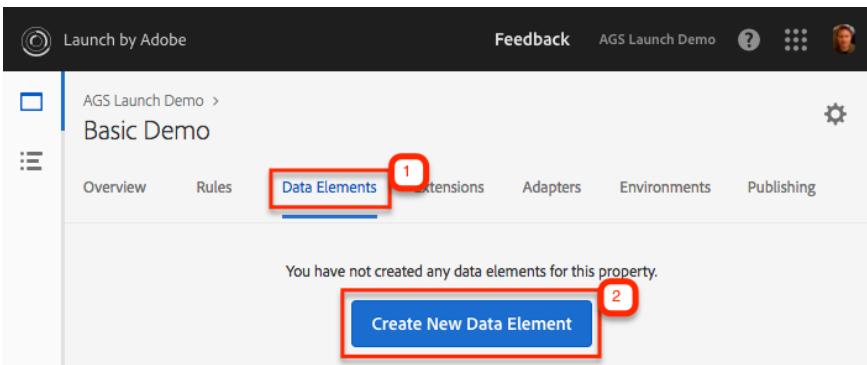 Launch by Adobe Feedback AGS Launch Demo ?
AGS Launch Demo >
Basic Demo
1
Overview Rules Data Elements Extensions Adapters Environments Publishing
You have not created any data elements for this property.
2
Create New Data Element